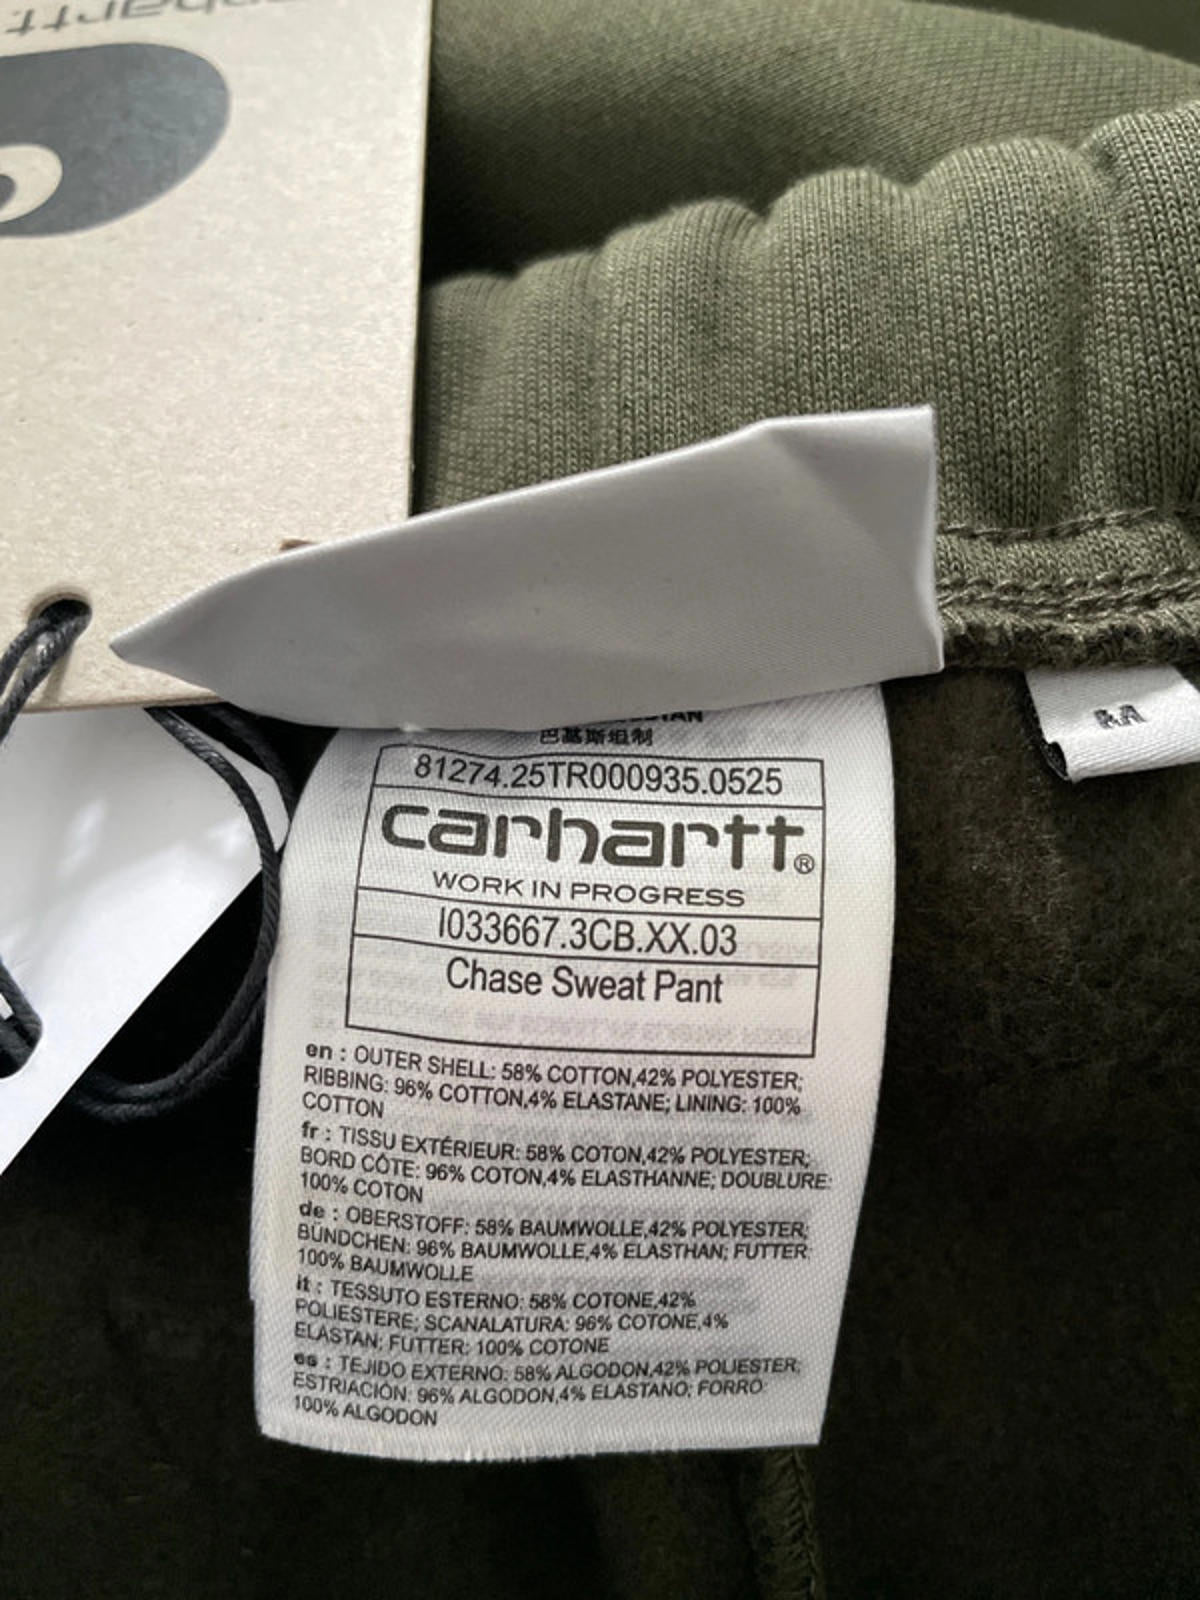 carhartt
巴基斯坦制
81274.25TR000935.0525
carhartt®
WORK IN PROGRESS
I033667.3CB.XX.03
Chase Sweat Pant
en : OUTER SHELL: 58% COTTON,42% POLYESTER;
RIBBING: 96% COTTON,4% ELASTANE; LINING: 100%
COTTON
fr : TISSU EXTÉRIEUR: 58% COTON,42% POLYESTER;
BORD CÔTE: 96% COTON,4% ELASTHANNE; DOUBLURE:
100% COTON
de : OBERSTOFF: 58% BAUMWOLLE,42% POLYESTER;
BÜNDCHEN: 96% BAUMWOLLE,4% ELASTHAN; FUTTER:
100% BAUMWOLLE
it : TESSUTO ESTERNO: 58% COTONE,42%
POLIESTERE; SCANALATURA: 96% COTONE,4%
ELASTAN; FUTTER: 100% COTONE
es : TEJIDO EXTERNO: 58% ALGODON,42% POLIESTER;
ESTRIACIÓN: 96% ALGODON,4% ELASTANO; FORRO:
100% ALGODON
M